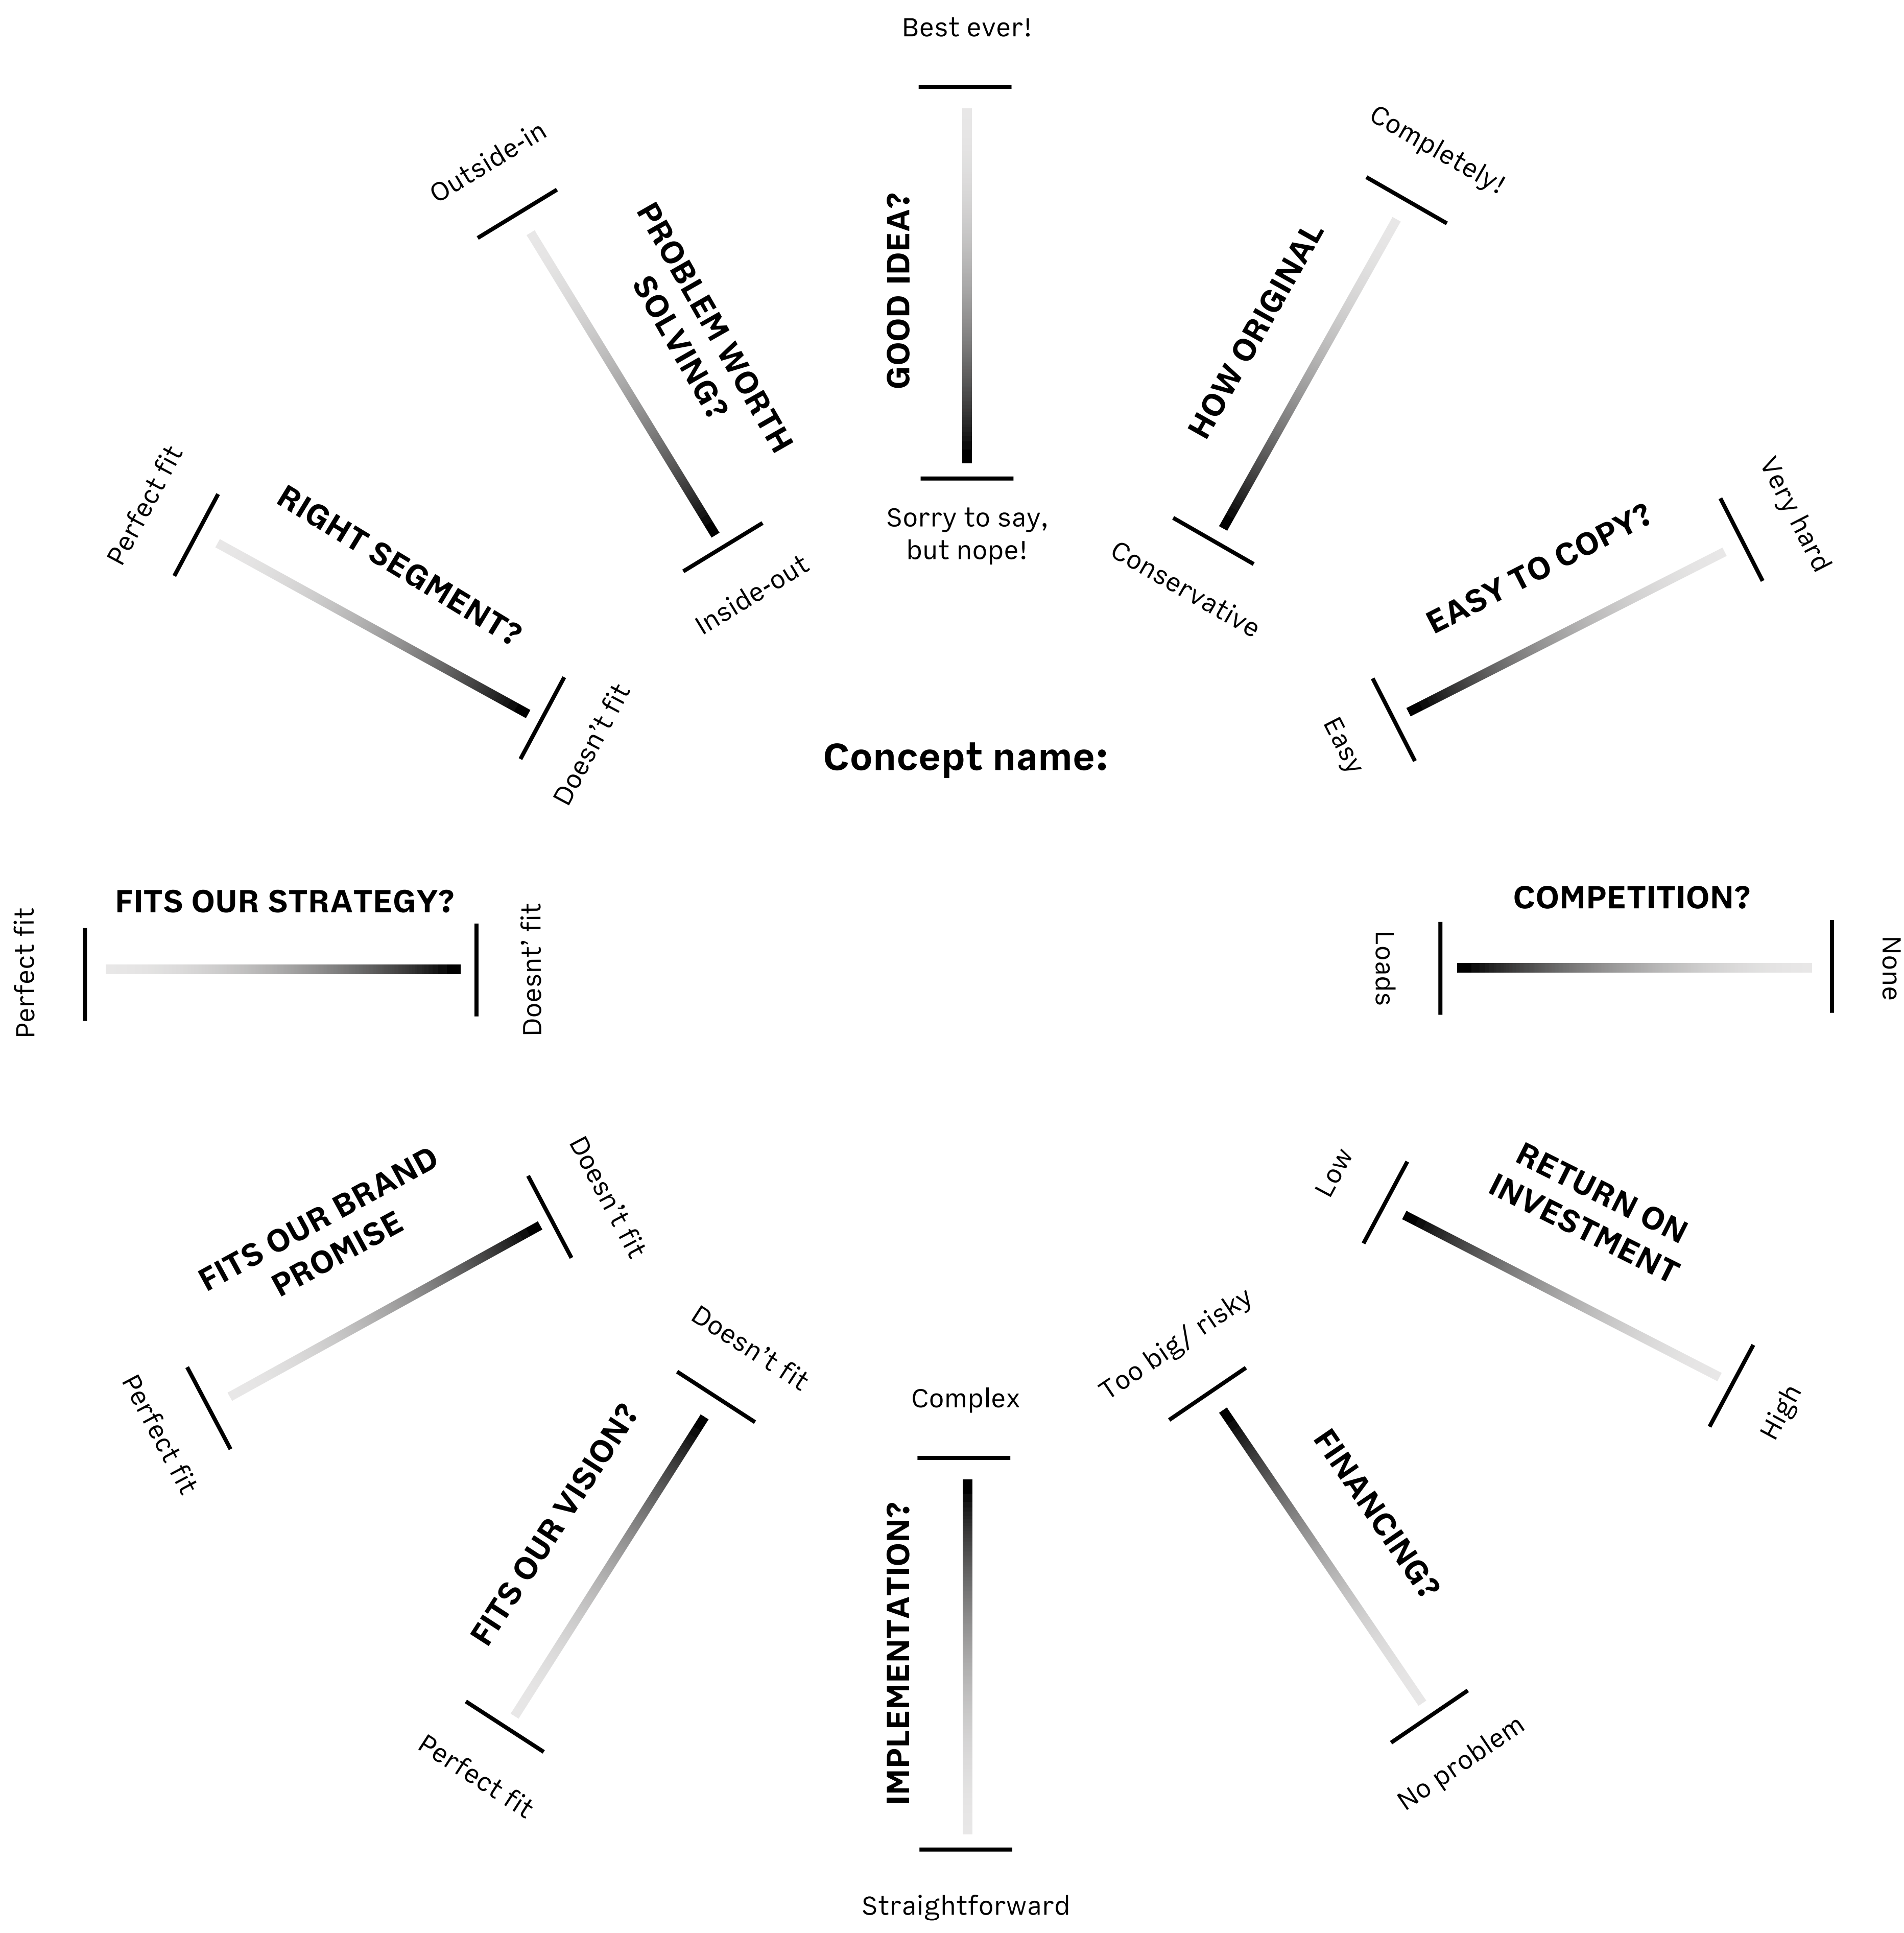 Best ever!
GOOD IDEA?
Sorry to say,
but nope!
Completely!
HOW ORIGINAL
Conservative
Very hard
EASY TO COPY?
Easy
None
COMPETITION?
Loads
Low
RETURN ON
INVESTMENT
High
Too big/ risky
FINANCING?
No problem
Complex
IMPLEMENTATION?
Straightforward
Doesn’t fit
FITS OUR VISION?
Perfect fit
Doesn’t fit
FITS OUR BRAND
PROMISE
Perfect fit
Perfect fit
FITS OUR STRATEGY?
Doesnt’ fit
Perfect fit
RIGHT SEGMENT?
Doesn’t fit
Outside-in
PROBLEM WORTH
SOLVING?
Inside-out
Concept name: